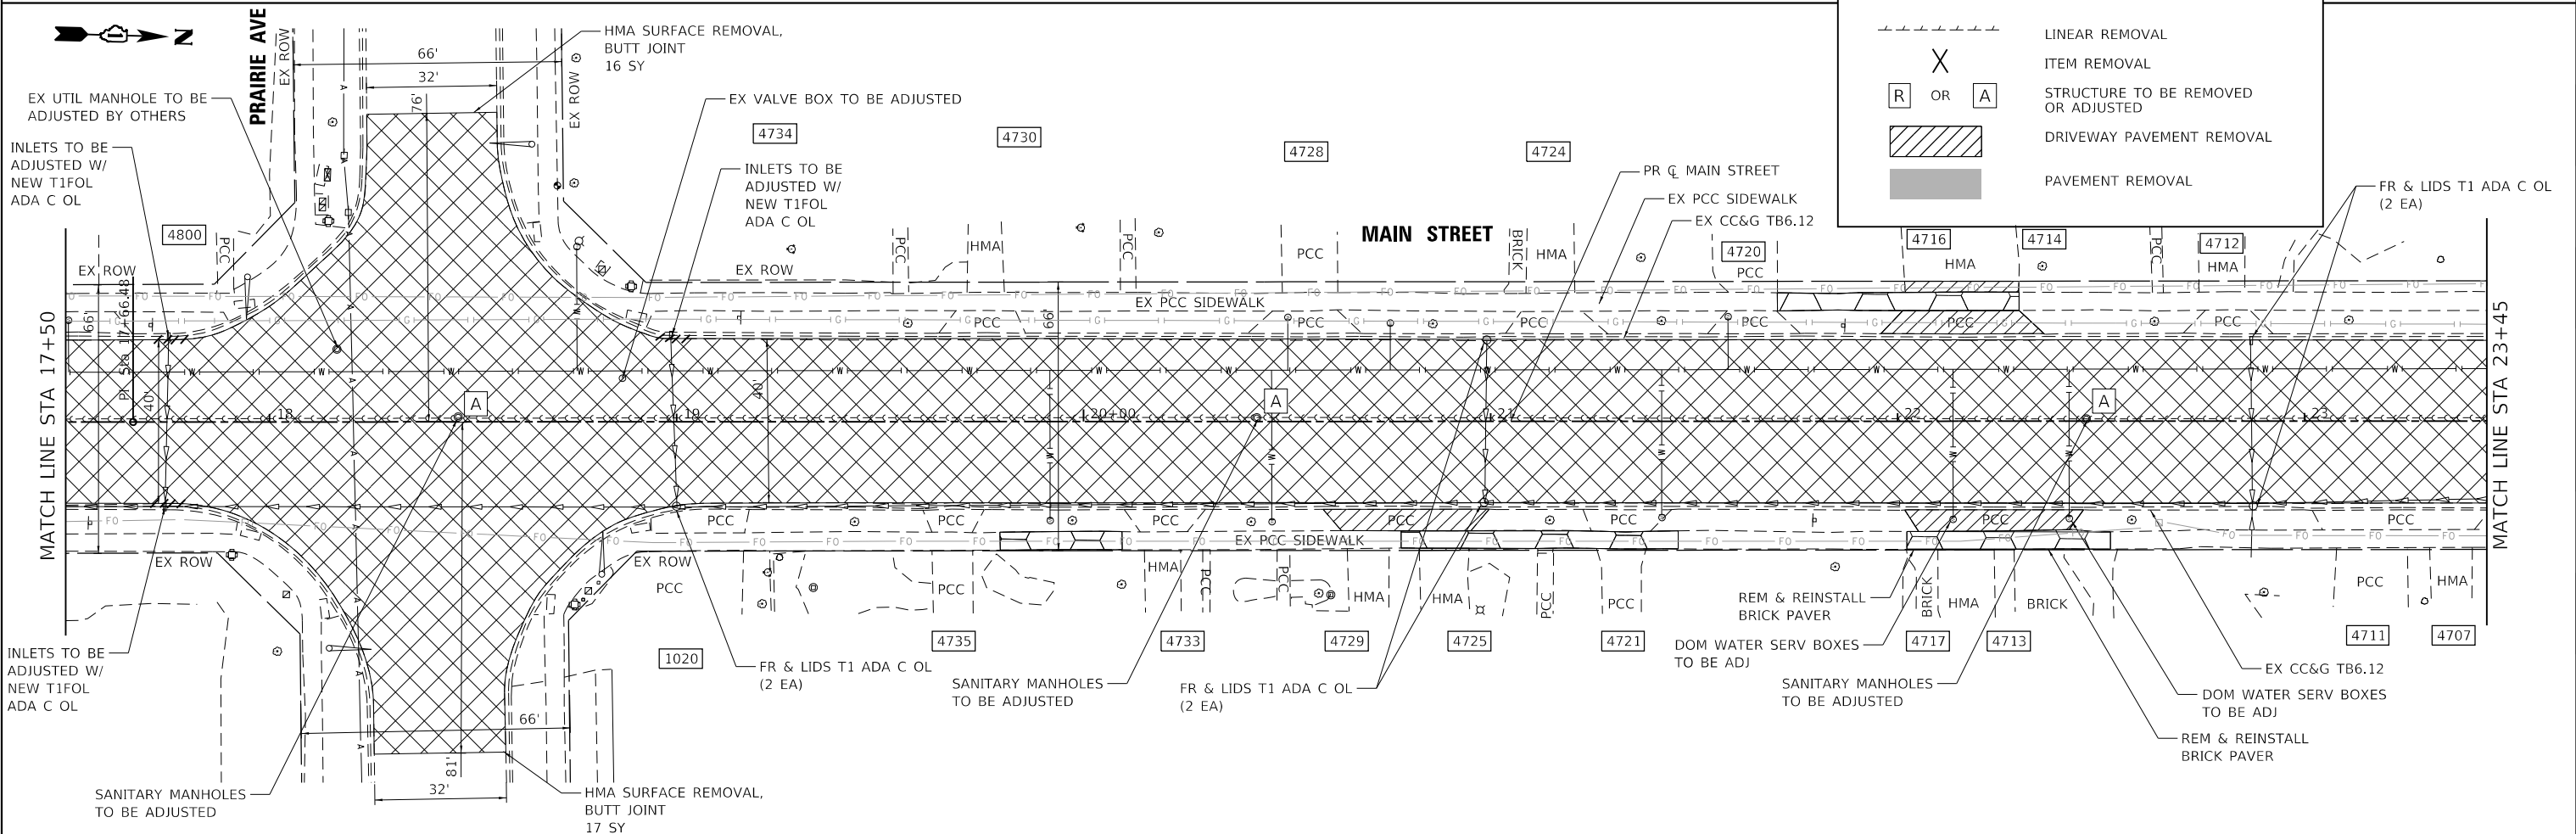 N
PRAIRIE AVE
EX ROW
66'
32'
76'
EX ROW
HMA SURFACE REMOVAL,
BUTT JOINT
16 SY
EX UTIL MANHOLE TO BE
ADJUSTED BY OTHERS
INLETS TO BE
ADJUSTED W/
NEW T1FOL
ADA C OL
EX VALVE BOX TO BE ADJUSTED
INLETS TO BE
ADJUSTED W/
NEW T1FOL
ADA C OL
4734
4730
4728
4724
LINEAR REMOVAL
ITEM REMOVAL
R OR A
STRUCTURE TO BE REMOVED
OR ADJUSTED
DRIVEWAY PAVEMENT REMOVAL
PAVEMENT REMOVAL
PR ℄ MAIN STREET
EX PCC SIDEWALK
EX CC&G TB6.12
FR & LIDS T1 ADA C OL
(2 EA)
MAIN STREET
4800
PCC
EX ROW
EX ROW
PCC
HMA
PCC
PCC
BRICK
HMA
4720
PCC
4716
HMA
4714
PCC
4712
HMA
EX PCC SIDEWALK
66'
66'
PCC
PCC
PCC
PCC
PCC
PCC
MATCH LINE STA 17+50
PI Sta 17+66.48
40'
40'
18
A
19
20+00
A
21
22
A
23
MATCH LINE STA 23+45
PCC
PCC
PCC
PCC
PCC
PCC
PCC
EX PCC SIDEWALK
EX ROW
EX ROW
PCC
PCC
HMA
PCC
PCC
HMA
HMA
PCC
PCC
BRICK
HMA
BRICK
PCC
HMA
REM & REINSTALL
BRICK PAVER
1020
4735
4733
4729
4725
4721
4717
4713
4711
4707
INLETS TO BE
ADJUSTED W/
NEW T1FOL
ADA C OL
FR & LIDS T1 ADA C OL
(2 EA)
SANITARY MANHOLES
TO BE ADJUSTED
FR & LIDS T1 ADA C OL
(2 EA)
DOM WATER SERV BOXES
TO BE ADJ
SANITARY MANHOLES
TO BE ADJUSTED
EX CC&G TB6.12
DOM WATER SERV BOXES
TO BE ADJ
REM & REINSTALL
BRICK PAVER
66'
81'
32'
SANITARY MANHOLES
TO BE ADJUSTED
HMA SURFACE REMOVAL,
BUTT JOINT
17 SY